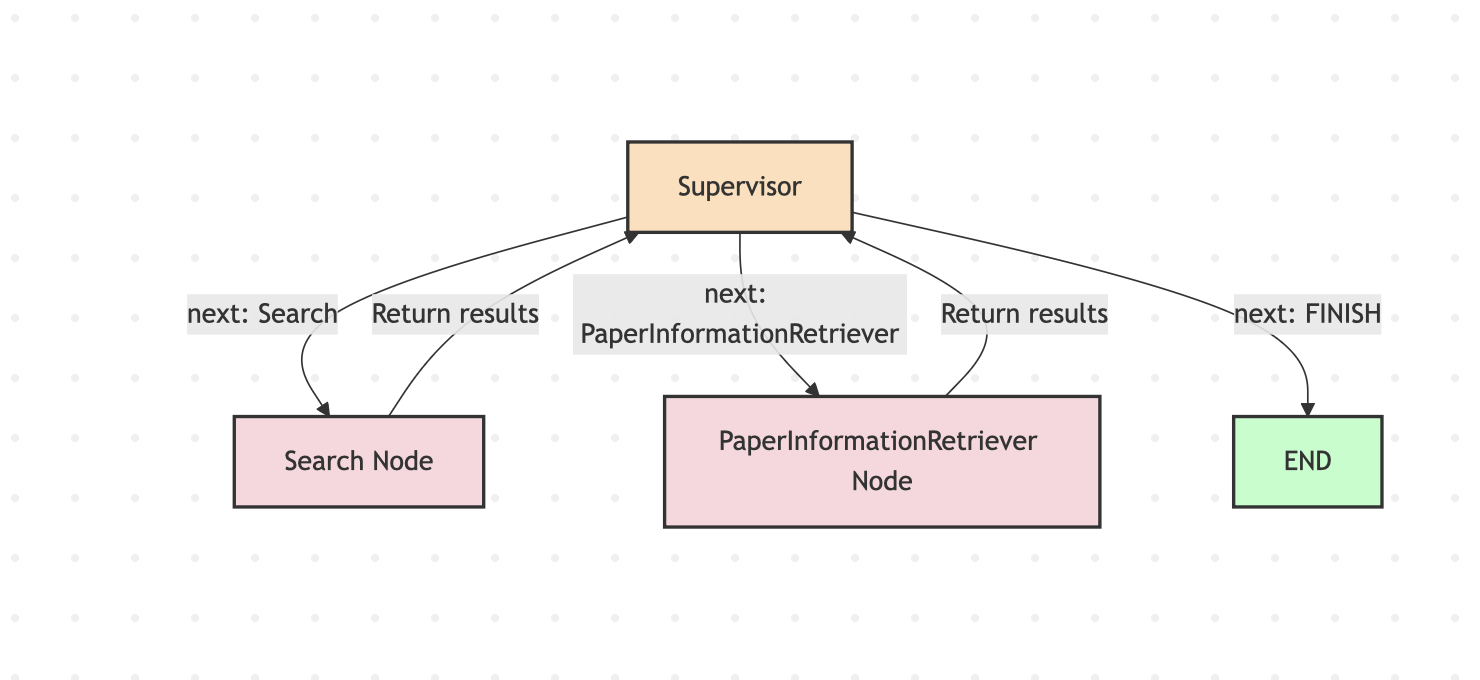 Supervisor
next: Search
Return results
next:
PaperInformationRetriever
Return results
next: FINISH
Search Node
PaperInformationRetriever
Node
END